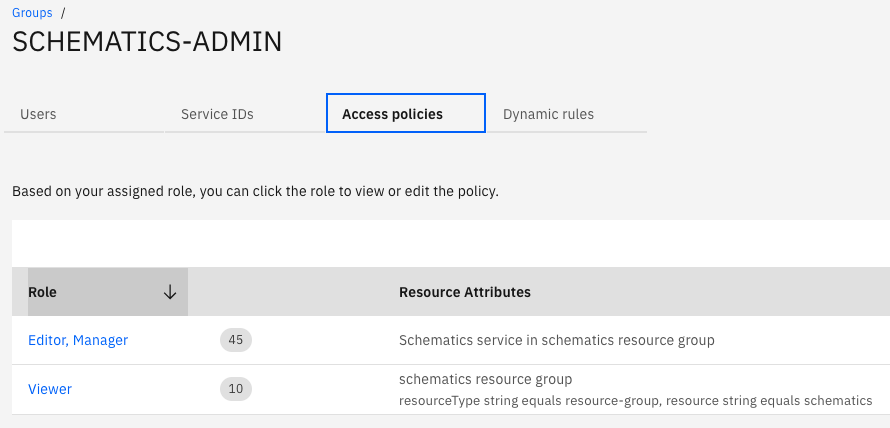 Groups /
SCHEMATICS-ADMIN
Users Service IDs Access policies Dynamic rules
Based on your assigned role, you can click the role to view or edit the policy.
Role Resource Attributes
Editor, Manager 45 Schematics service in schematics resource group
Viewer 10 schematics resource group
resourceType string equals resource-group, resource string equals schematics